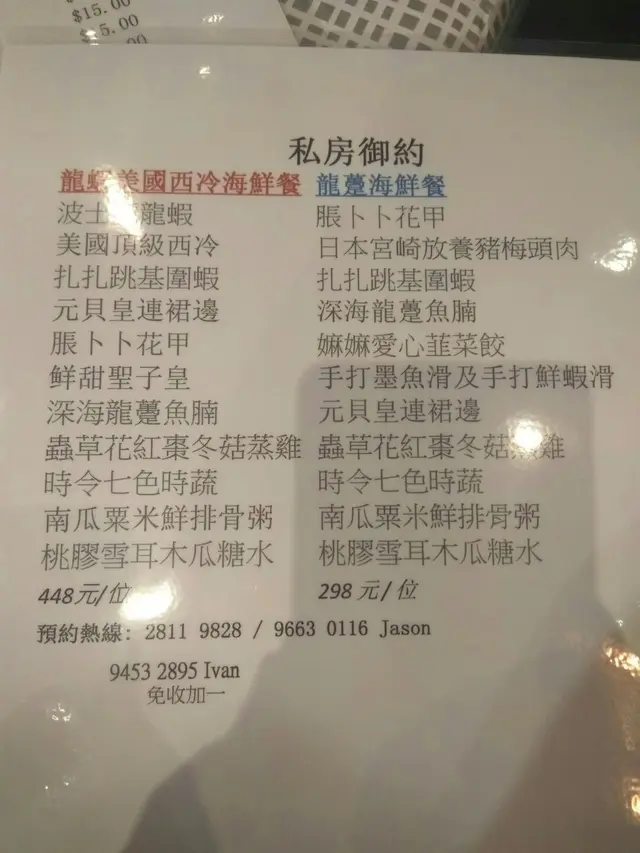 $15.00
5.00
00
私房御約
龍蝦美國西冷海鮮餐
波士 龍蝦
美國頂級西冷
扎扎跳基圍蝦
元貝皇連裙邊
脹卜卜花甲
鮮甜聖子皇
深海龍躉魚腩
蟲草花紅棗冬菇蒸雞
時令七色時蔬
南瓜粟米鮮排骨粥
桃膠雪耳木瓜糖水
448元/位
龍躉海鮮餐
脹卜卜花甲
日本宮崎放養豬梅頭肉
扎扎跳基圍蝦
深海龍躉魚腩
嫲嫲愛心韮菜餃
手打墨魚滑及手打鮮蝦滑
元貝皇連裙邊
蟲草花紅棗冬菇蒸雞
時令七色時蔬
南瓜粟米鮮排骨粥
桃膠雪耳木瓜糖水
298 元/位
預約熱線: 2811 9828 / 9663 0116 Jason
9453 2895 Ivan
免收加一